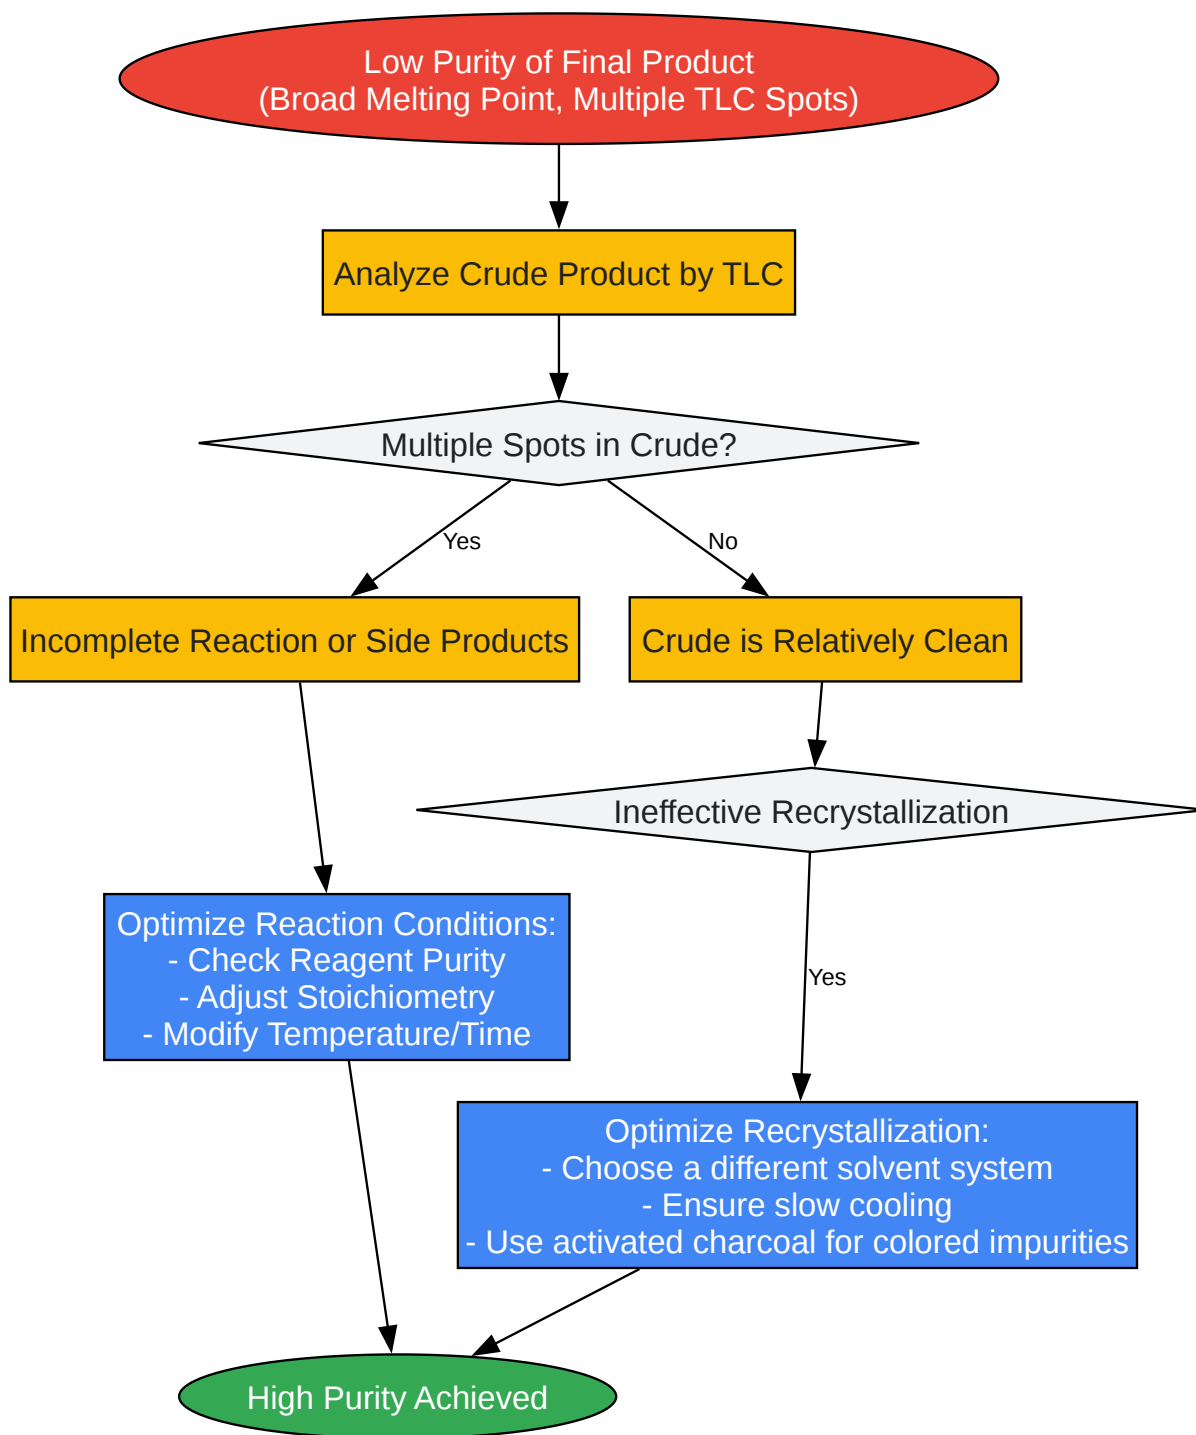 Low Purity of Final Product
(Broad Melting Point, Multiple TLC Spots)
Analyze Crude Product by TLC
Multiple Spots in Crude?
Yes
No
Incomplete Reaction or Side Products
Crude is Relatively Clean
Ineffective Recrystallization
Optimize Reaction Conditions:
- Check Reagent Purity
- Adjust Stoichiometry
- Modify Temperature/Time
Yes
Optimize Recrystallization:
- Choose a different solvent system
- Ensure slow cooling
- Use activated charcoal for colored impurities
High Purity Achieved